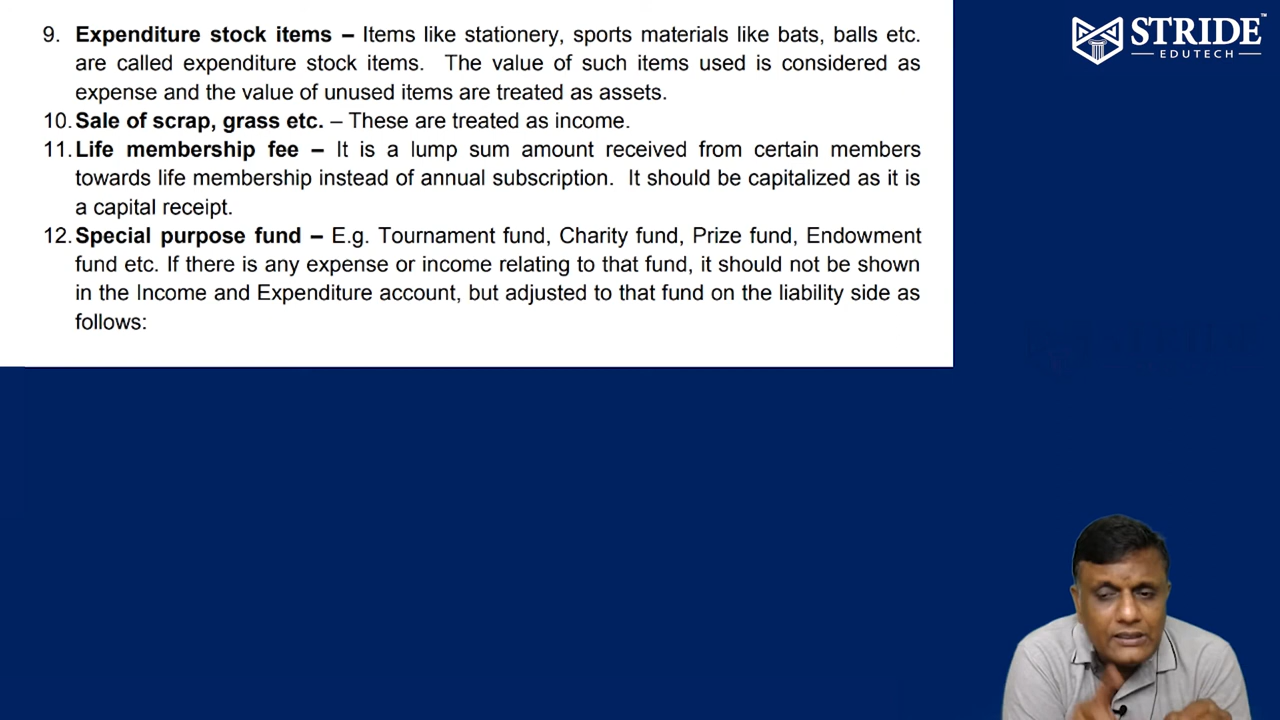 9. Expenditure stock items – Items like stationery, sports materials like bats, balls etc.
are called expenditure stock items. The value of such items used is considered as
expense and the value of unused items are treated as assets.
10. Sale of scrap, grass etc. – These are treated as income.
11. Life membership fee – It is a lump sum amount received from certain members
towards life membership instead of annual subscription. It should be capitalized as it is
a capital receipt.
12. Special purpose fund – E.g. Tournament fund, Charity fund, Prize fund, Endowment
fund etc. If there is any expense or income relating to that fund, it should not be shown
in the Income and Expenditure account, but adjusted to that fund on the liability side as
follows:
STRIDE™
EDUTECH